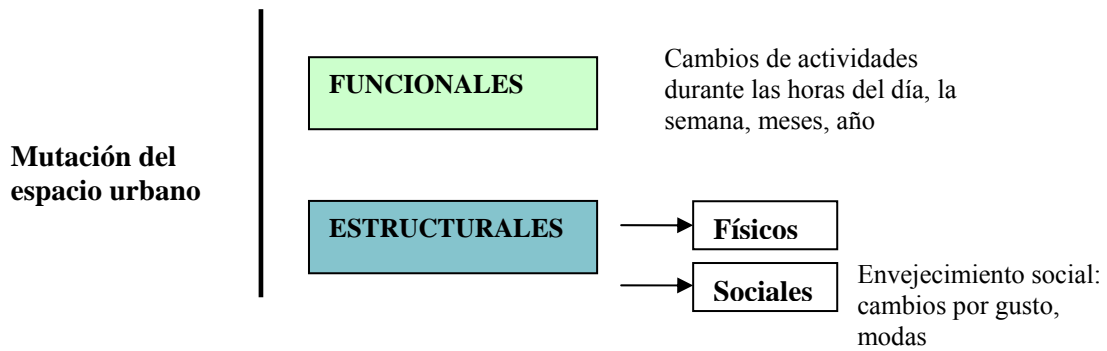 Mutación del
espacio urbano
FUNCIONALES
Cambios de actividades
durante las horas del día, la
semana, meses, año
ESTRUCTURALES
Físicos
Sociales
Envejecimiento social:
cambios por gusto,
modas